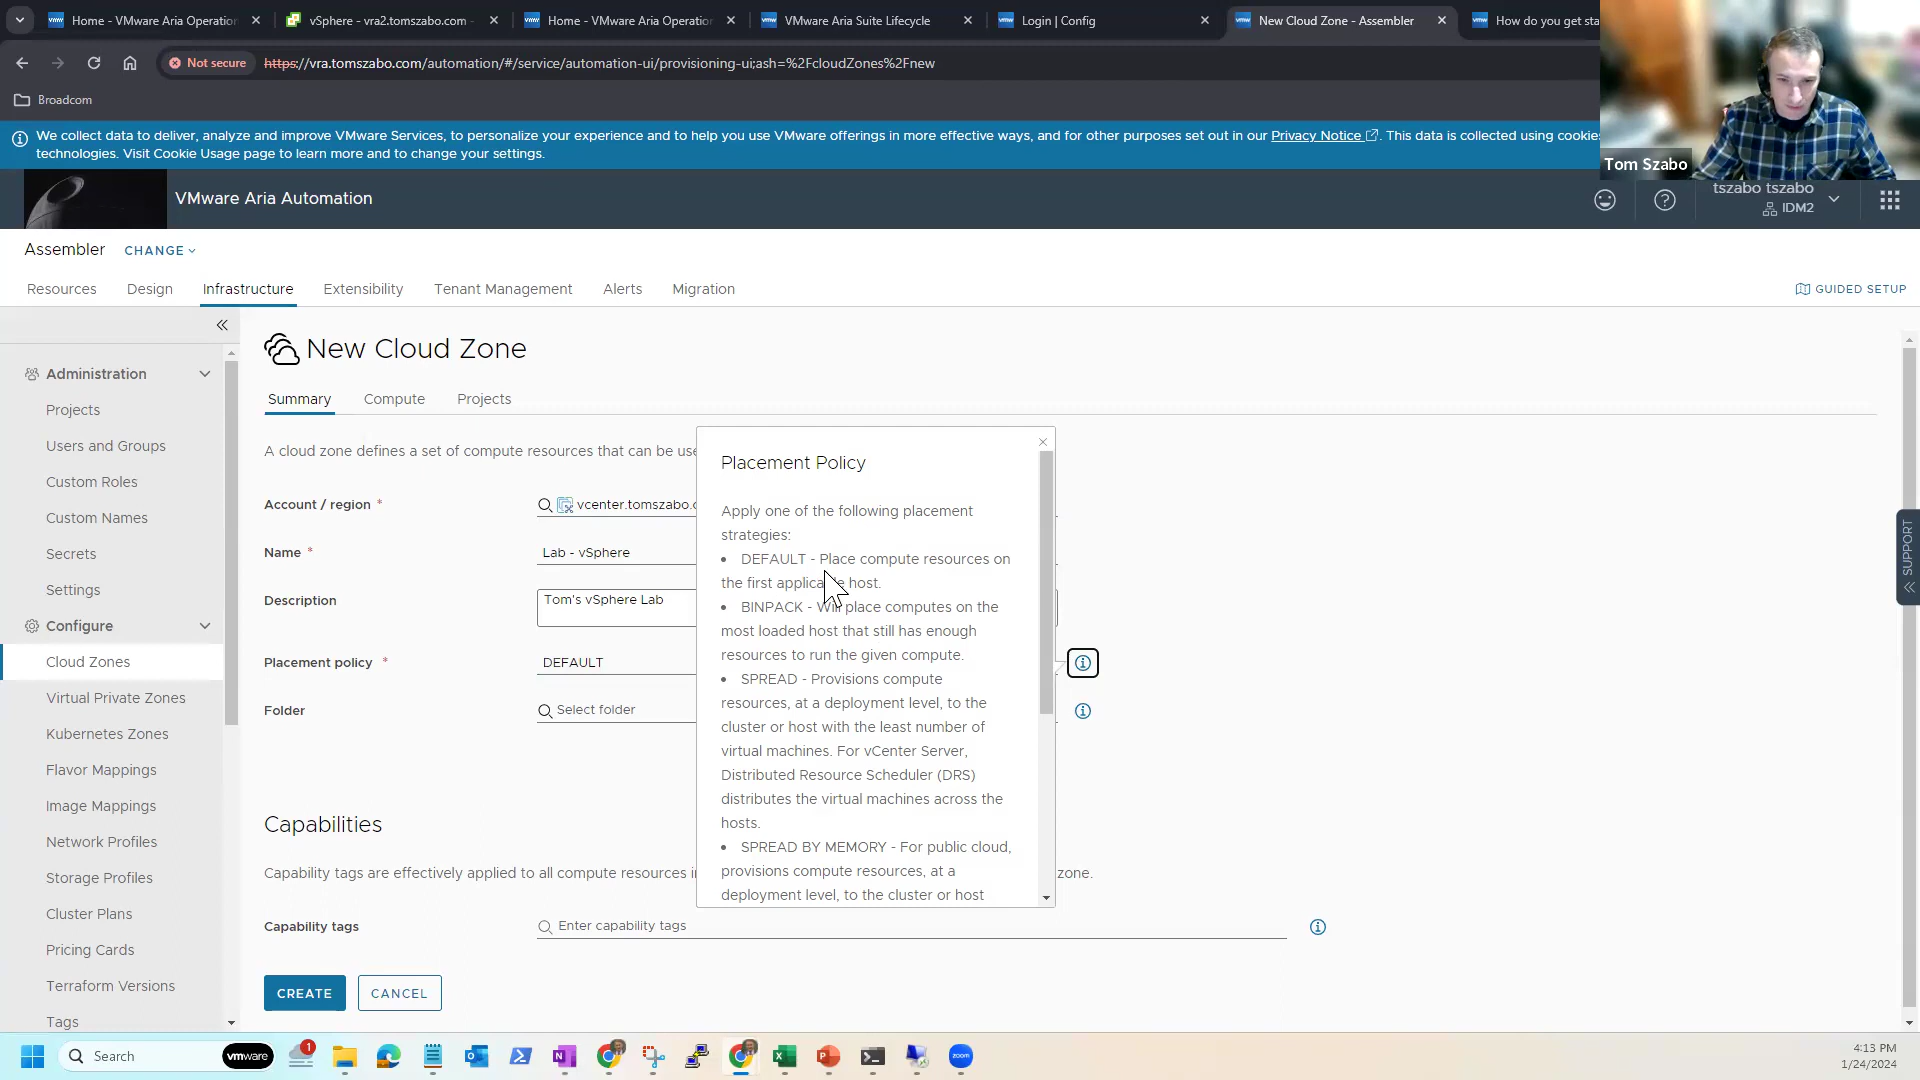 Home - VMware Aria Operation
vSphere - vra2.tomszabo.com -
Home - VMware Aria Operation
VMware Aria Suite Lifecycle
Login | Config
New Cloud Zone - Assembler
How do you get sta
Not secure
https://vra.tomszabo.com/automation/#/service/automation-ui/provisioning-ui;ash=%2FcloudZones%2Fnew
Broadcom
We collect data to deliver, analyze and improve VMware Services, to personalize your experience and to help you use VMware offerings in more effective ways, and for other purposes set out in our Privacy Notice. This data is collected using cookie
technologies. Visit Cookie Usage page to learn more and to change your settings.
Tom Szabo
VMware Aria Automation
tszabo tszabo
IDM2
Assembler
CHANGE
Resources
Design
Infrastructure
Extensibility
Tenant Management
Alerts
Migration
GUIDED SETUP
Administration
Projects
Users and Groups
Custom Roles
Custom Names
Secrets
Settings
Configure
Cloud Zones
Virtual Private Zones
Kubernetes Zones
Flavor Mappings
Image Mappings
Network Profiles
Storage Profiles
Cluster Plans
Pricing Cards
Terraform Versions
Tags
New Cloud Zone
Summary
Compute
Projects
A cloud zone defines a set of compute resources that can be use
Account / region *
vcenter.tomszabo.c
Name *
Lab - vSphere
Description
Tom's vSphere Lab
Placement policy *
DEFAULT
Folder
Select folder
Placement Policy
Apply one of the following placement
strategies:
• DEFAULT - Place compute resources on
the first applicable host.
• BINPACK - Will place computes on the
most loaded host that still has enough
resources to run the given compute.
• SPREAD - Provisions compute
resources, at a deployment level, to the
cluster or host with the least number of
virtual machines. For vCenter Server,
Distributed Resource Scheduler (DRS)
distributes the virtual machines across the
hosts.
• SPREAD BY MEMORY - For public cloud,
provisions compute resources, at a
deployment level, to the cluster or host
Capabilities
Capability tags are effectively applied to all compute resources i
zone.
Capability tags
Enter capability tags
CREATE
CANCEL
SUPPORT
Search
vmware
1
zoom
4:13 PM
1/24/2024